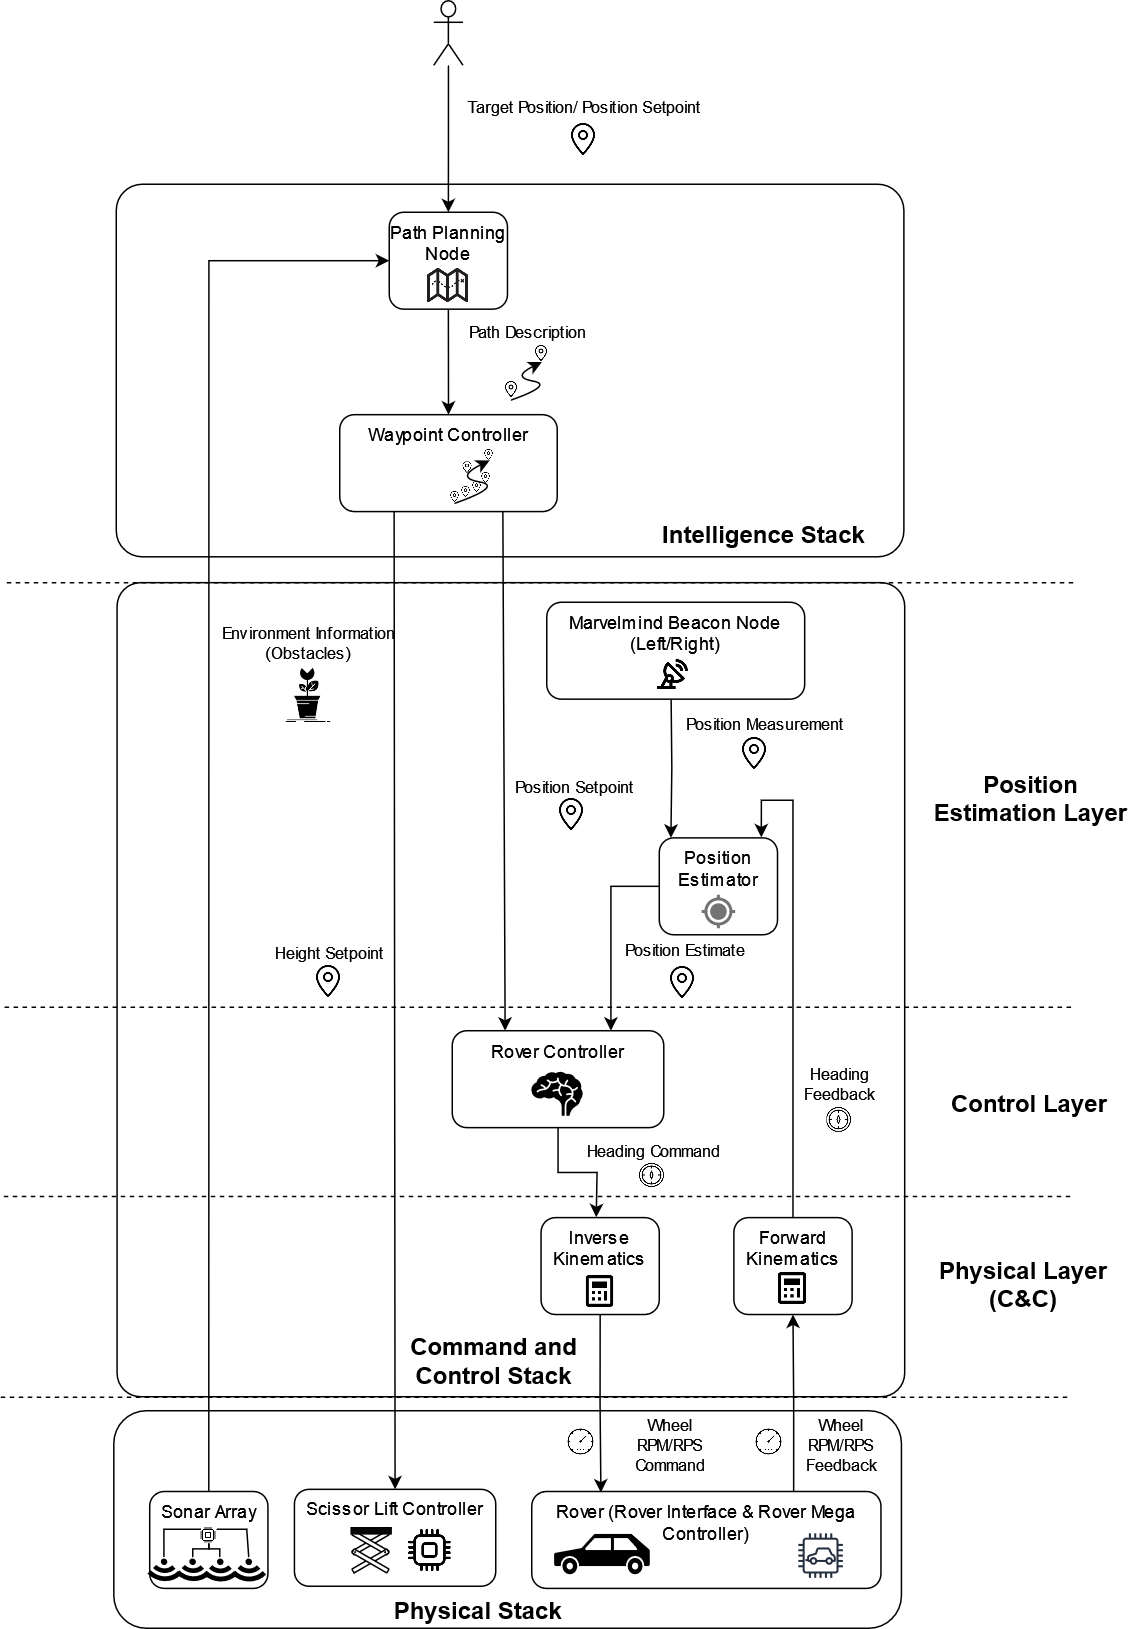 Target Position/ Position Setpoint
Path Planning
Node
Path Description
Waypoint Controller
Intelligence Stack
Environment Information
(Obstacles)
Marvelmind Beacon Node
(Left/Right)
Position Measurement
Position Setpoint
Position
Estimation Layer
Position
Estimator
Height Setpoint
Position Estimate
Rover Controller
Heading
Feedback
Control Layer
Heading Command
Inverse
Kinematics
Forward
Kinematics
Physical Layer
(C&C)
Command and
Control Stack
Wheel
RPM/RPS
Command
Wheel
RPM/RPS
Feedback
Sonar Array
Scissor Lift Controller
Rover (Rover Interface & Rover Mega
Controller)
Physical Stack